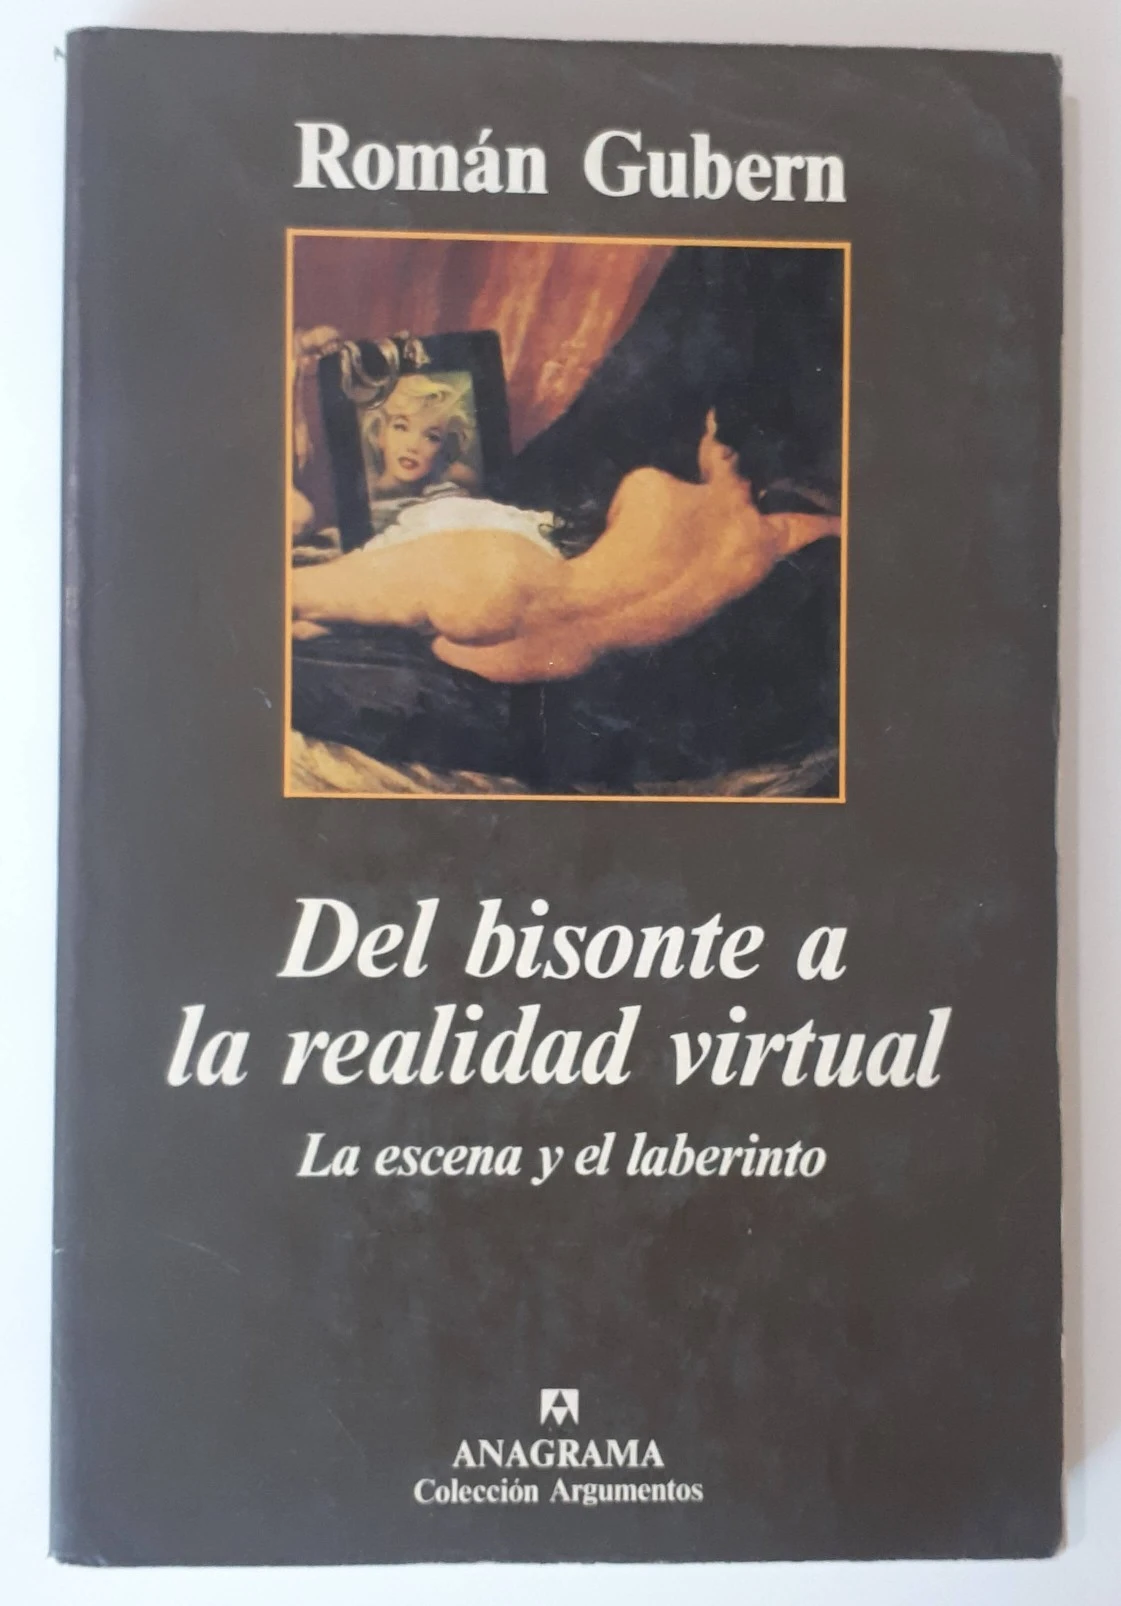 Román Gubern
Del bisonte a
la realidad virtual
La escena y el laberinto
ANAGRAMA
Colección Argumentos